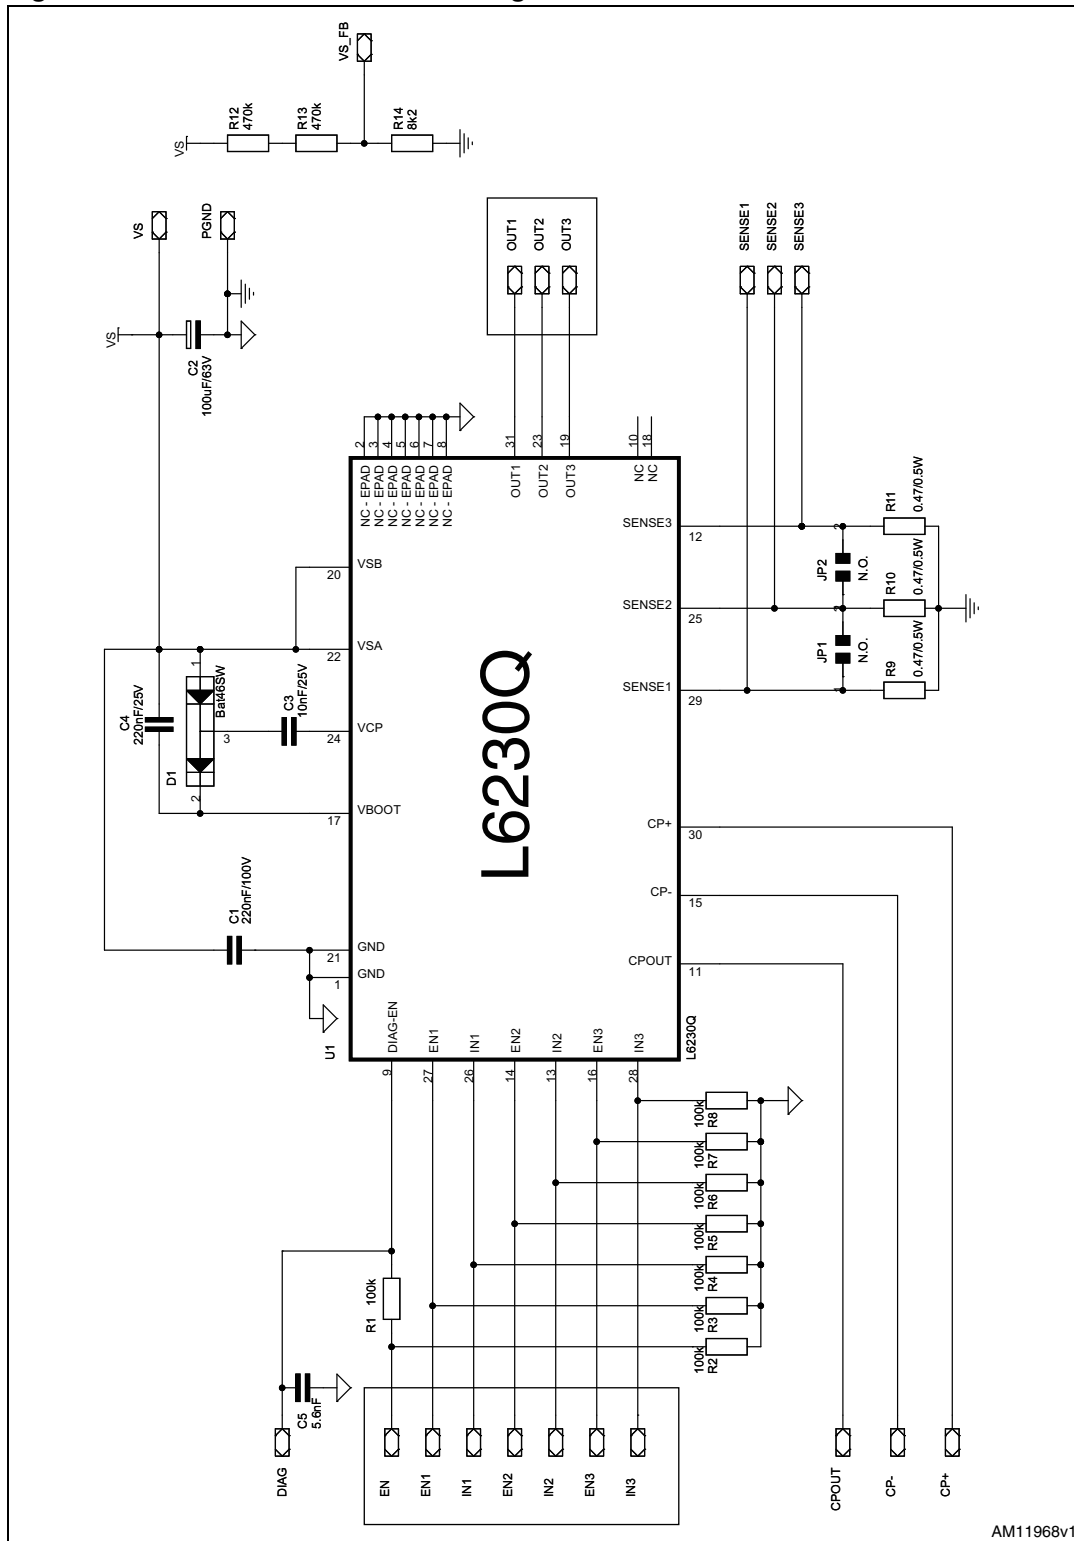 VS_FB
R12
470k
R13
470k
R14
8k2
VS
VS
PGND
VS
C2
100uF/63V
OUT1
OUT2
OUT3
SENSE1
SENSE2
SENSE3
2
3
4
5
6
7
8
NC - EPAD
NC - EPAD
NC - EPAD
NC - EPAD
NC - EPAD
NC - EPAD
NC - EPAD
31
23
19
OUT1
OUT2
OUT3
10
18
NC
NC
20
VSB
22
VSA
24
VCP
17
VBOOT
21
GND
1
GND
C4
220nF/25V
1
Bat46SW
3
D1
2
C3
10nF/25V
C1
220nF/100V
L6230Q
SENSE3
12
SENSE2
25
SENSE1
29
CP+
30
CP-
15
CPOUT
11
2
JP2
N.O.
2
JP1
N.O.
1
R11
0.47/0.5W
R10
0.47/0.5W
R9
0.47/0.5W
U1
L6230Q
DIAG-EN
EN1
IN1
EN2
IN2
EN3
IN3
9
27
26
14
13
16
28
100k
R8
100k
R7
100k
R6
100k
R5
100k
R4
100k
R3
100k
R2
R1
100k
C5
5.6nF
DIAG
EN
EN1
IN1
EN2
IN2
EN3
IN3
CPOUT
CP-
CP+
AM11968v1